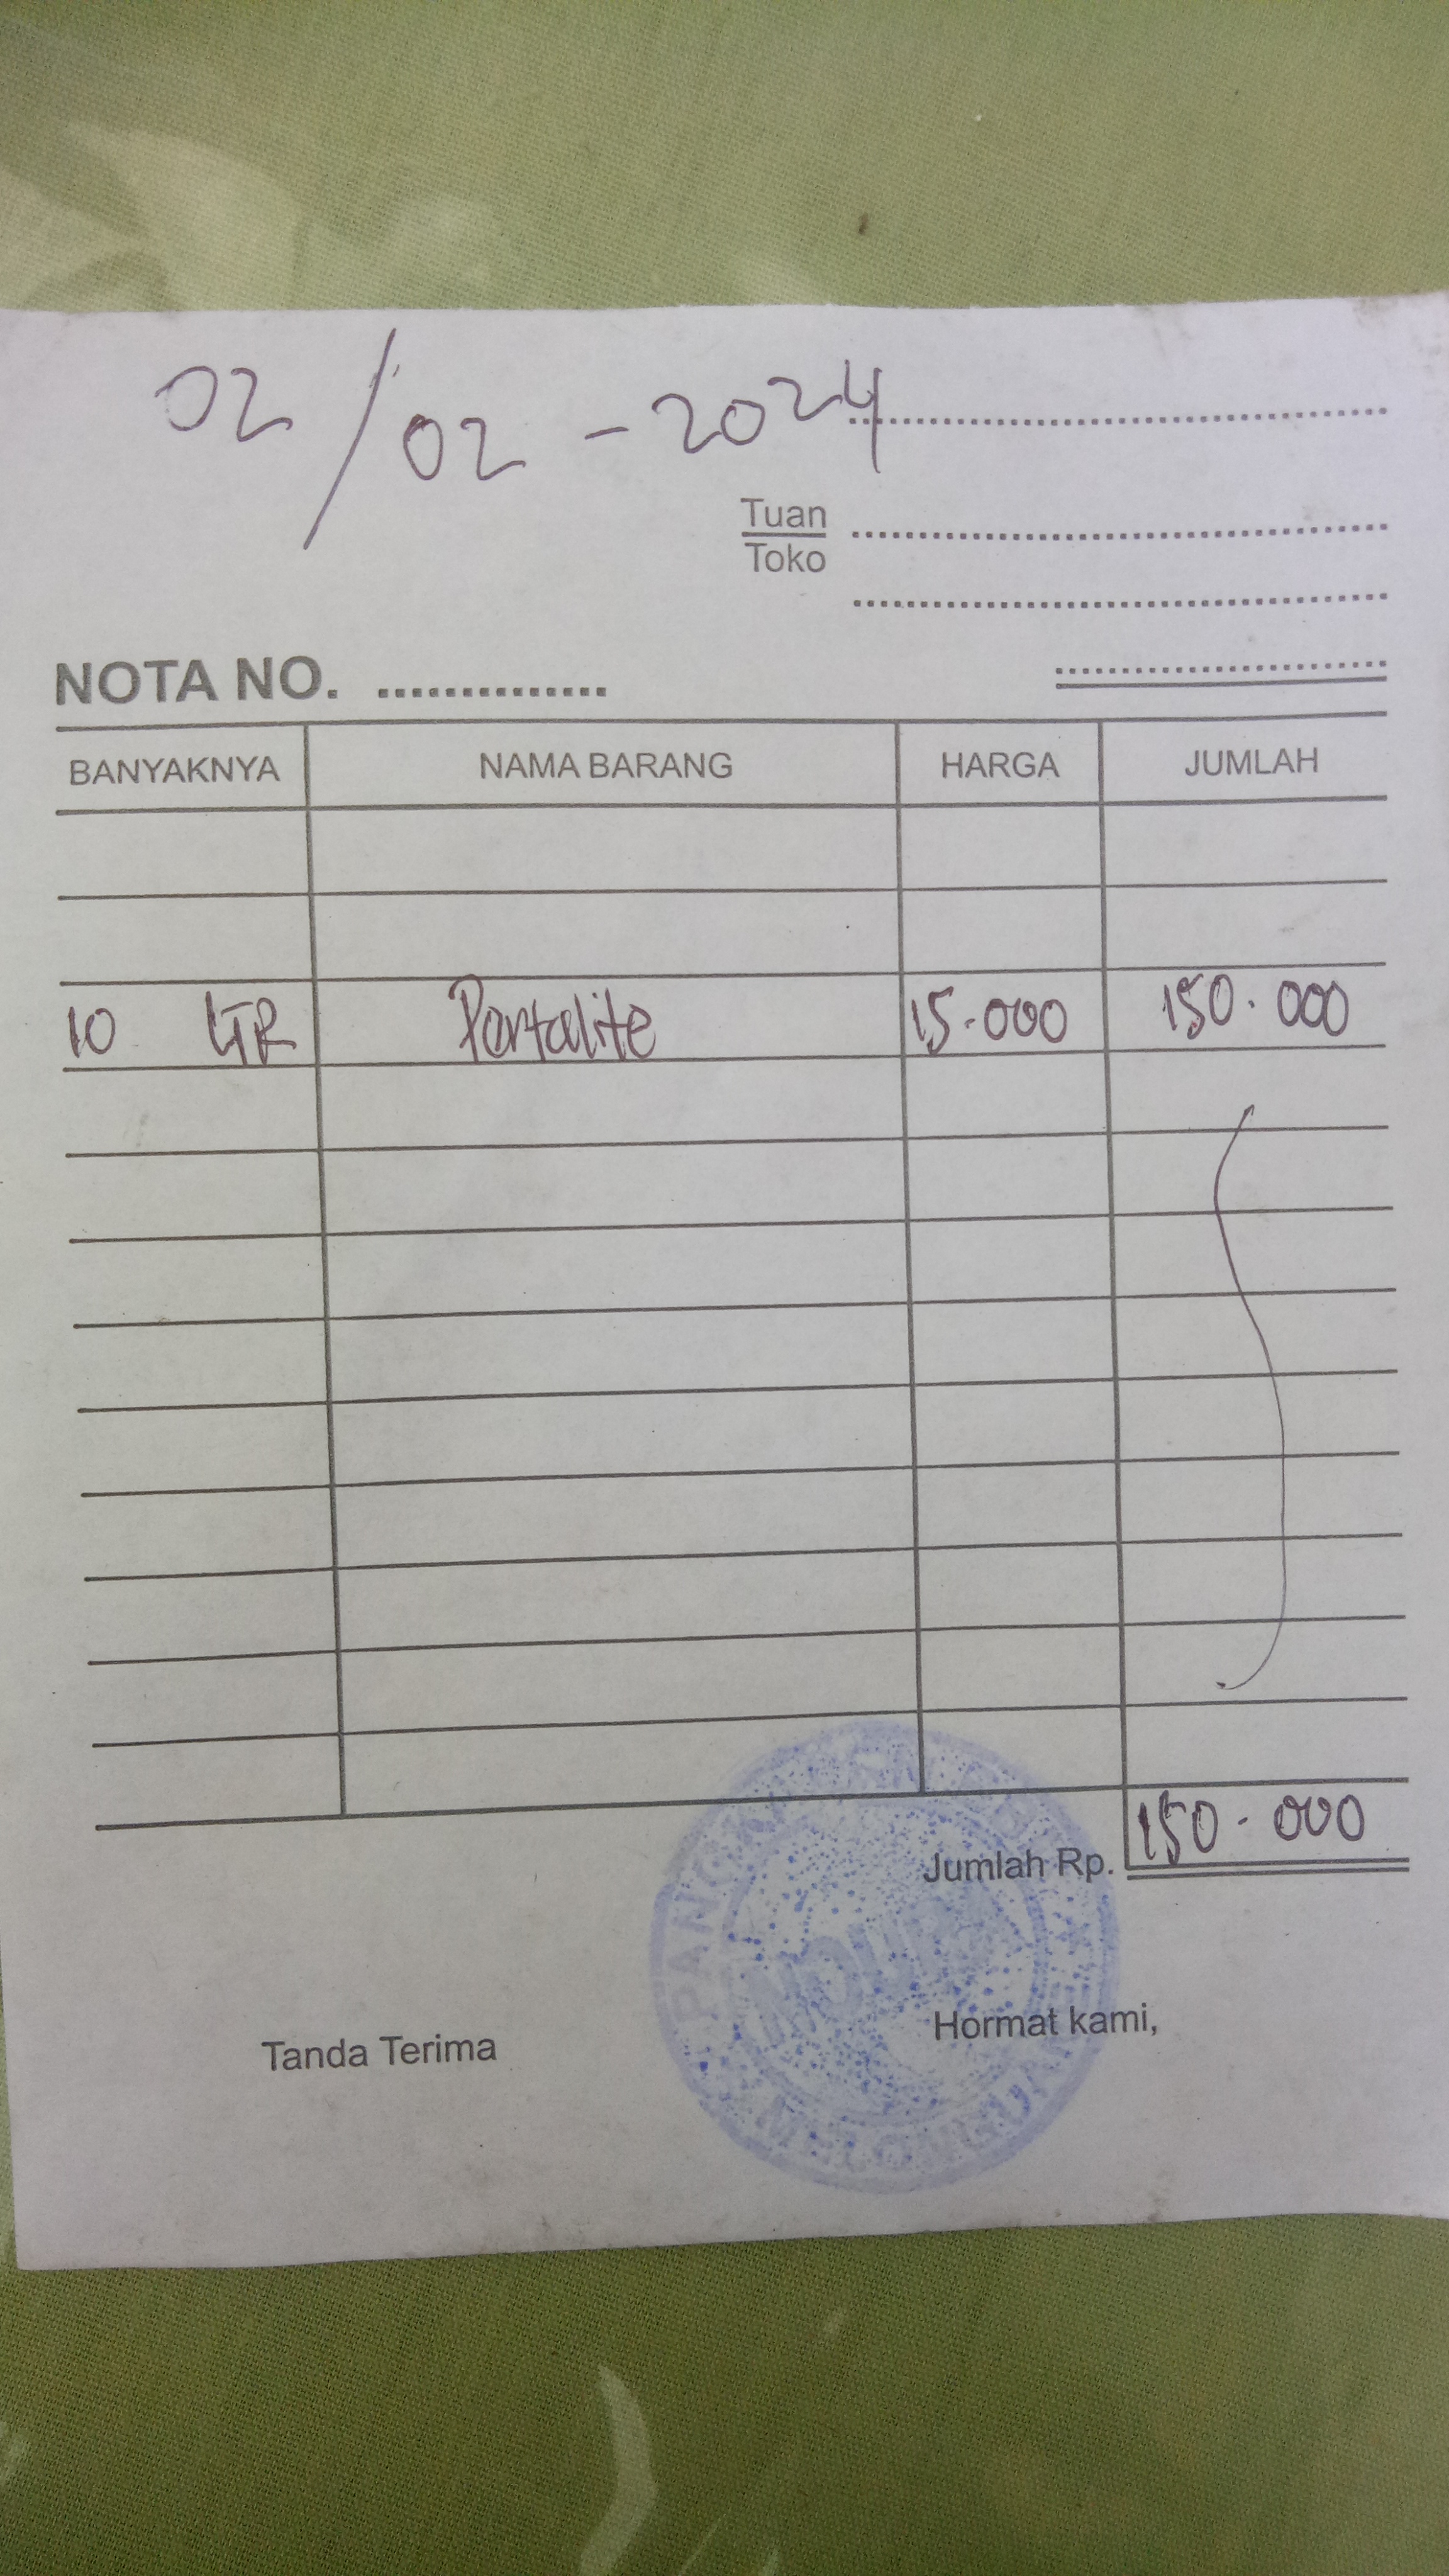 02/02-2024
Tuan
Toko
NOTA NO.
BANYAKNYA NAMA BARANG HARGA JUMLAH
10 LTR Pertalite 15.000 150.000
Jumlah Rp. 150.000
Tanda Terima Hormat kami,